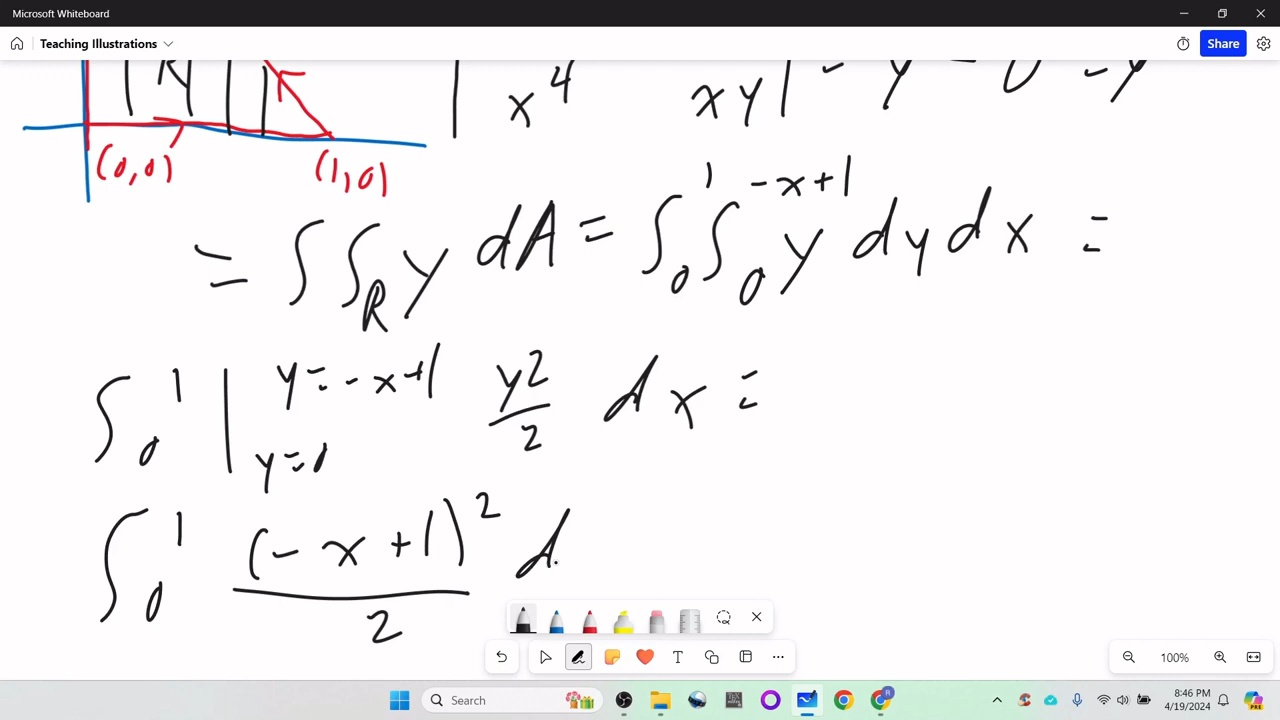 Microsoft Whiteboard
Teaching Illustrations
Share
R
x^4 xy| = y - 0 = y
(0,0) (1,0)
= ∫∫_R y dA = ∫_0^1 ∫_0^{-x+1} y dy dx =
∫_0^1 |_{y=0}^{y=-x+1} y2/2 dx =
∫_0^1 (-x+1)^2/2 d
100%
Search
8:46 PM
4/19/2024